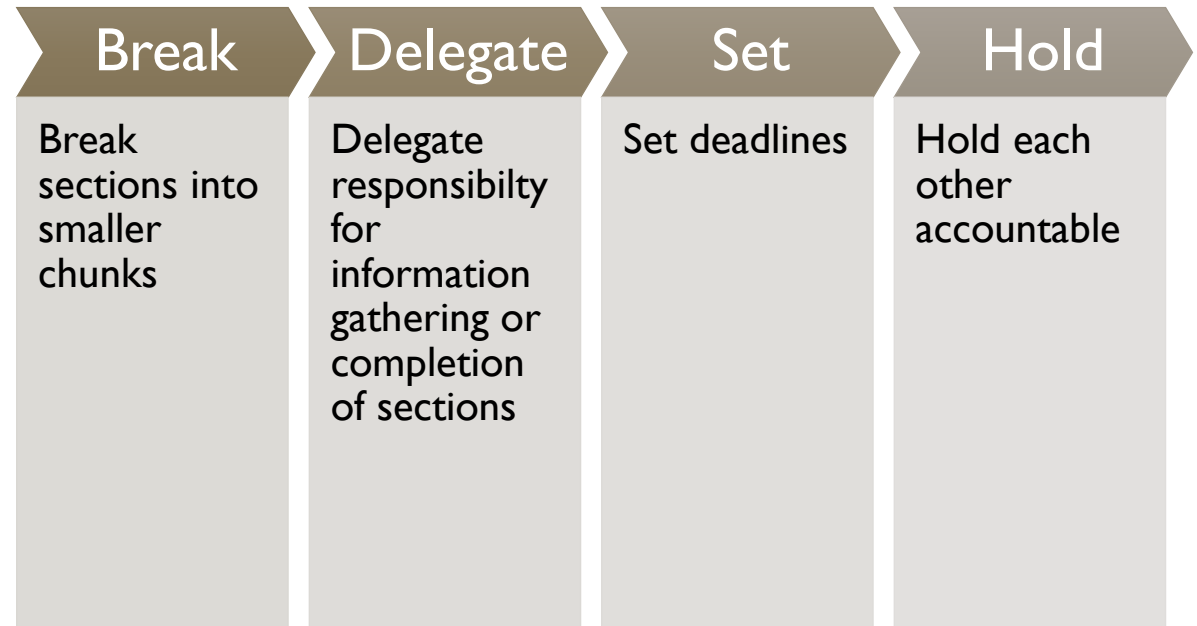 Break
Delegate
Set
Hold
Break
sections into
smaller
chunks
Delegate
responsibilty
for
information
gathering or
completion
of sections
Set deadlines
Hold each
other
accountable